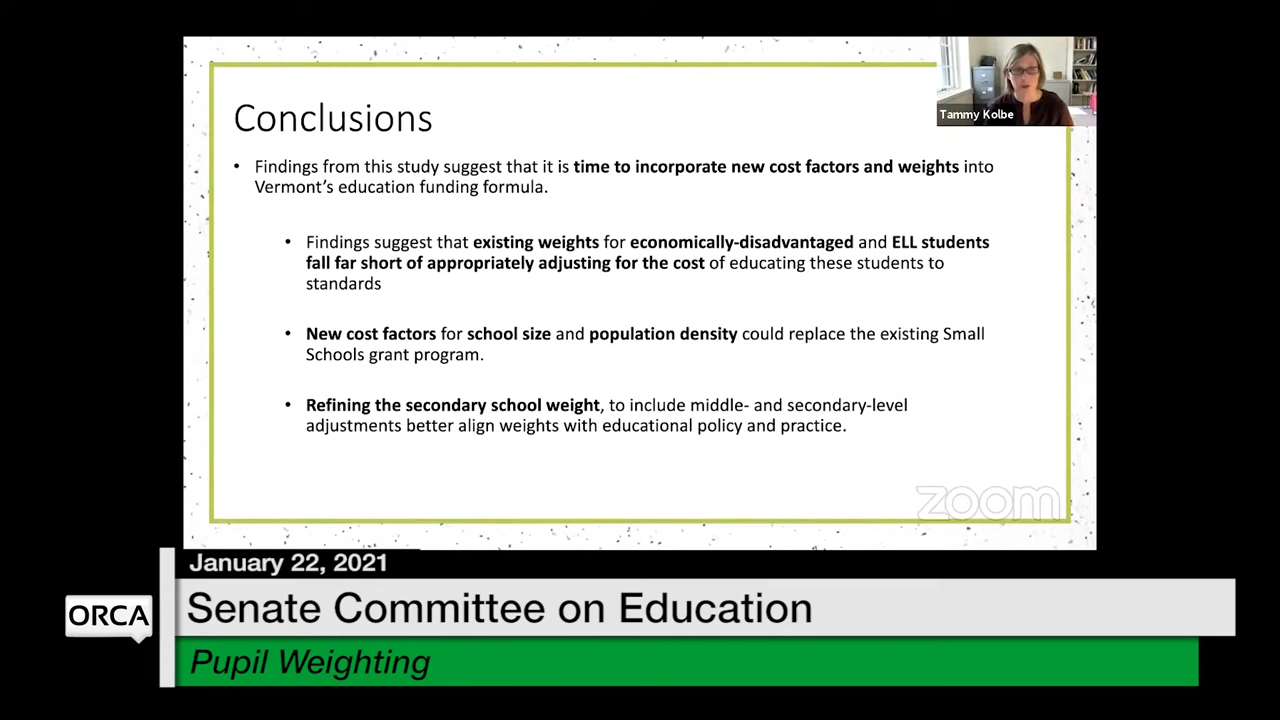 Conclusions
Tammy Kolbe
• Findings from this study suggest that it is time to incorporate new cost factors and weights into
Vermont's education funding formula.
• Findings suggest that existing weights for economically-disadvantaged and ELL students
fall far short of appropriately adjusting for the cost of educating these students to
standards
• New cost factors for school size and population density could replace the existing Small
Schools grant program.
• Refining the secondary school weight, to include middle- and secondary-level
adjustments better align weights with educational policy and practice.
zoom
January 22, 2021
ORCA
Senate Committee on Education
Pupil Weighting